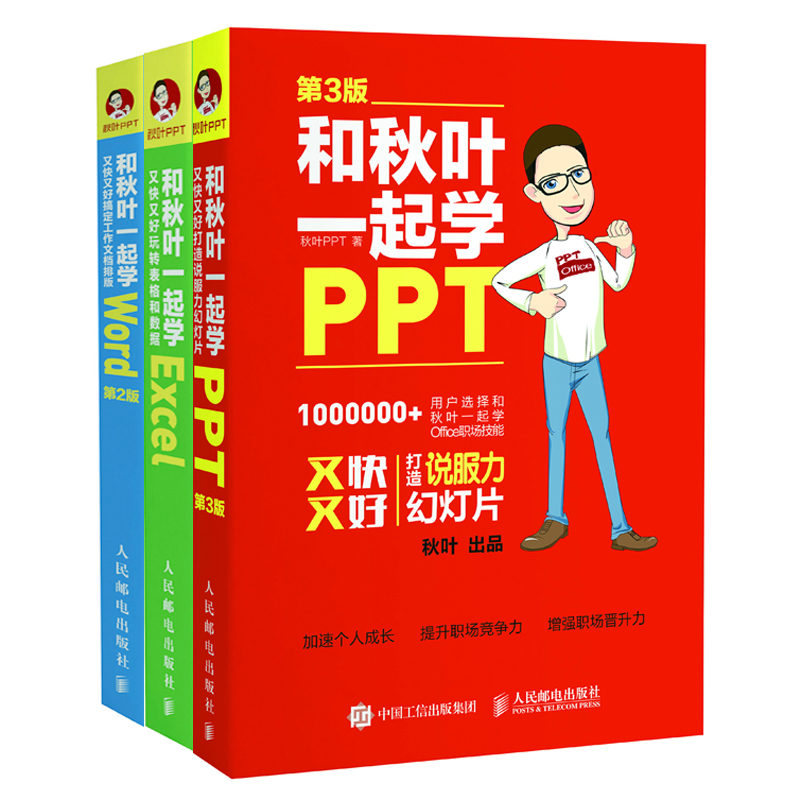 秋叶PPT
和秋叶一起学Word
又快又好搞定工作文档排版
第2版
人民邮电出版社
秋叶PPT
和秋叶一起学Excel
又快又好玩转表格和数据
人民邮电出版社
秋叶PPT
和秋叶一起学PPT
又快又好打造说服力幻灯片
第3版
人民邮电出版社
第3版
和秋叶
一起学
秋叶PPT 著
PPT
PPT
Office
1000000+
用户选择和
秋叶一起学
Office职场技能
又快
又好
打造
说服力
幻灯片
秋叶 出品
加速个人成长 提升职场竞争力 增强职场晋升力
中国工信出版集团
人民邮电出版社
POSTS & TELECOM PRESS